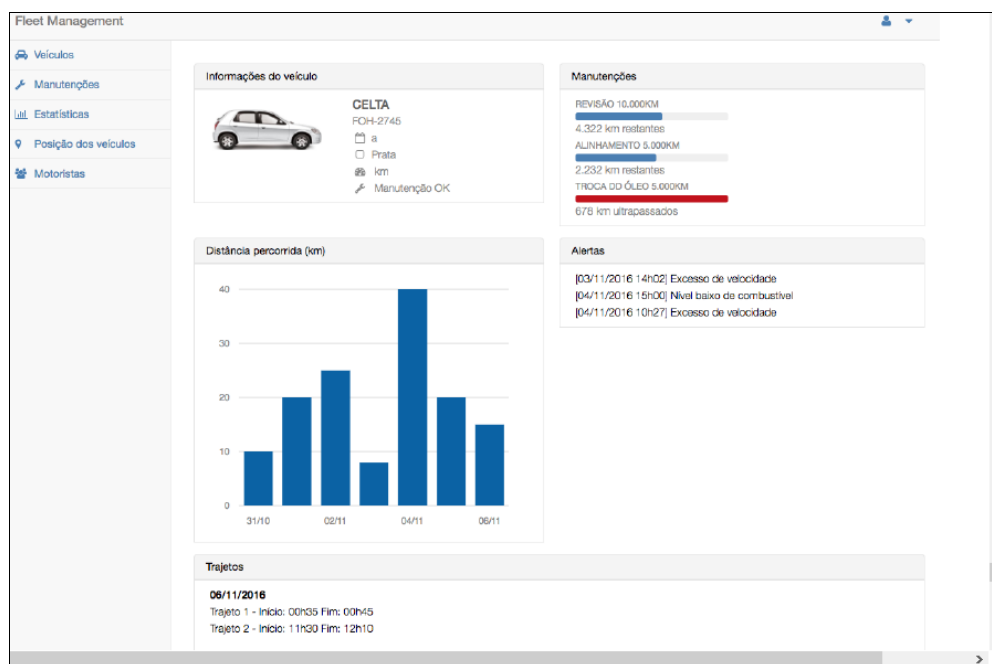 Fleet Management
Veículos
Manutenções
Estatísticas
Posição dos veículos
Motoristas
Informações do veículo
CELTA
FOH-2745
a
Prata
km
Manutenção OK
Manutenções
REVISÃO 10.000KM
4.322 km restantes
ALINHAMENTO 5.000KM
2.232 km restantes
TROCA DO ÓLEO 5.000KM
678 km ultrapassados
Distância percorrida (km)
40
30
20
10
0
31/10
02/11
04/11
06/11
Alertas
[03/11/2016 14h02] Excesso de velocidade
[04/11/2016 15h00] Nível baixo de combustível
[04/11/2016 10h27] Excesso de velocidade
Trajetos
06/11/2016
Trajeto 1 - Início: 00h35 Fim: 00h45
Trajeto 2 - Início: 11h30 Fim: 12h10